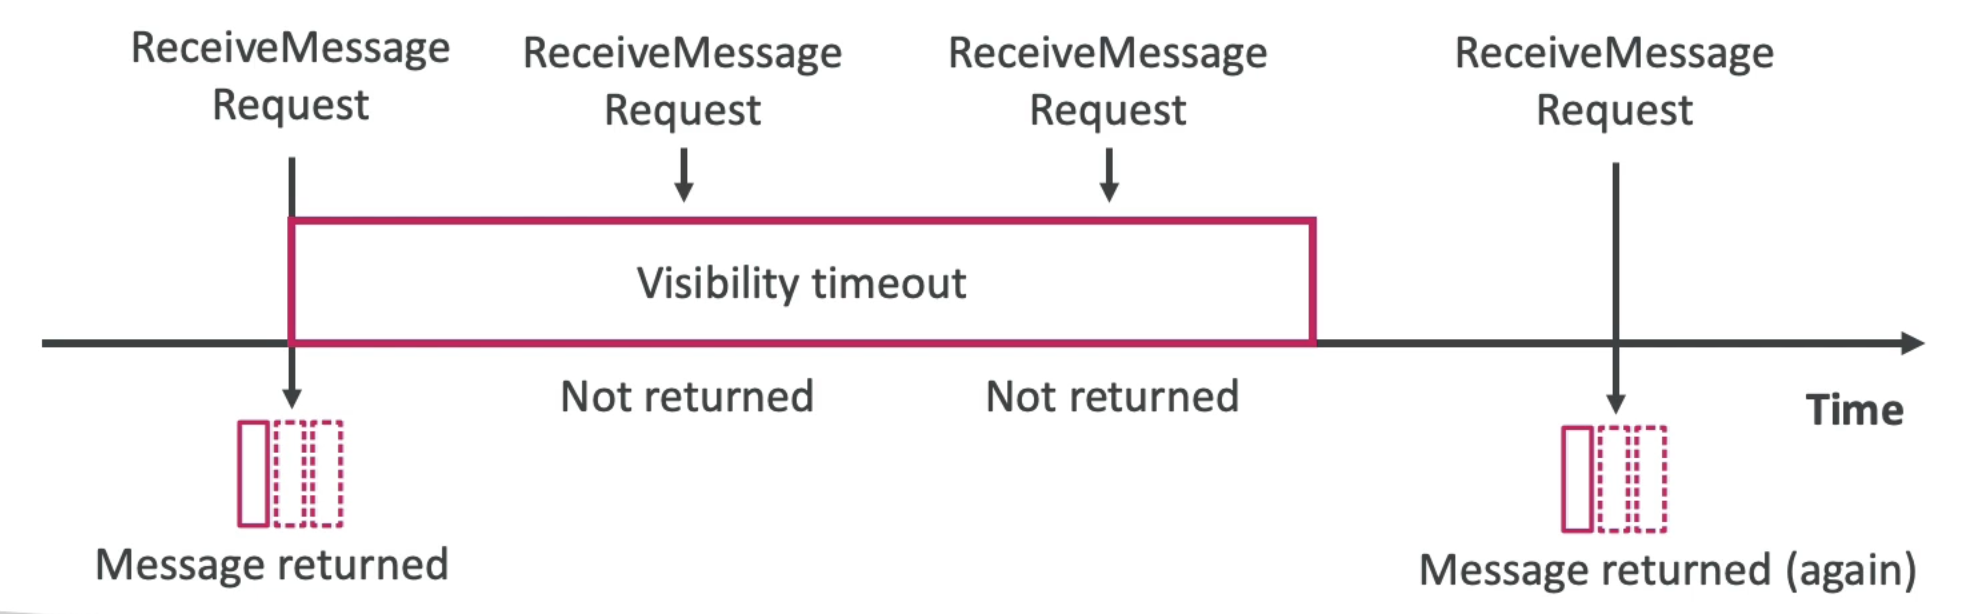 ReceiveMessage
Request
ReceiveMessage
Request
ReceiveMessage
Request
ReceiveMessage
Request
Visibility timeout
Not returned
Not returned
Time
Message returned
Message returned (again)